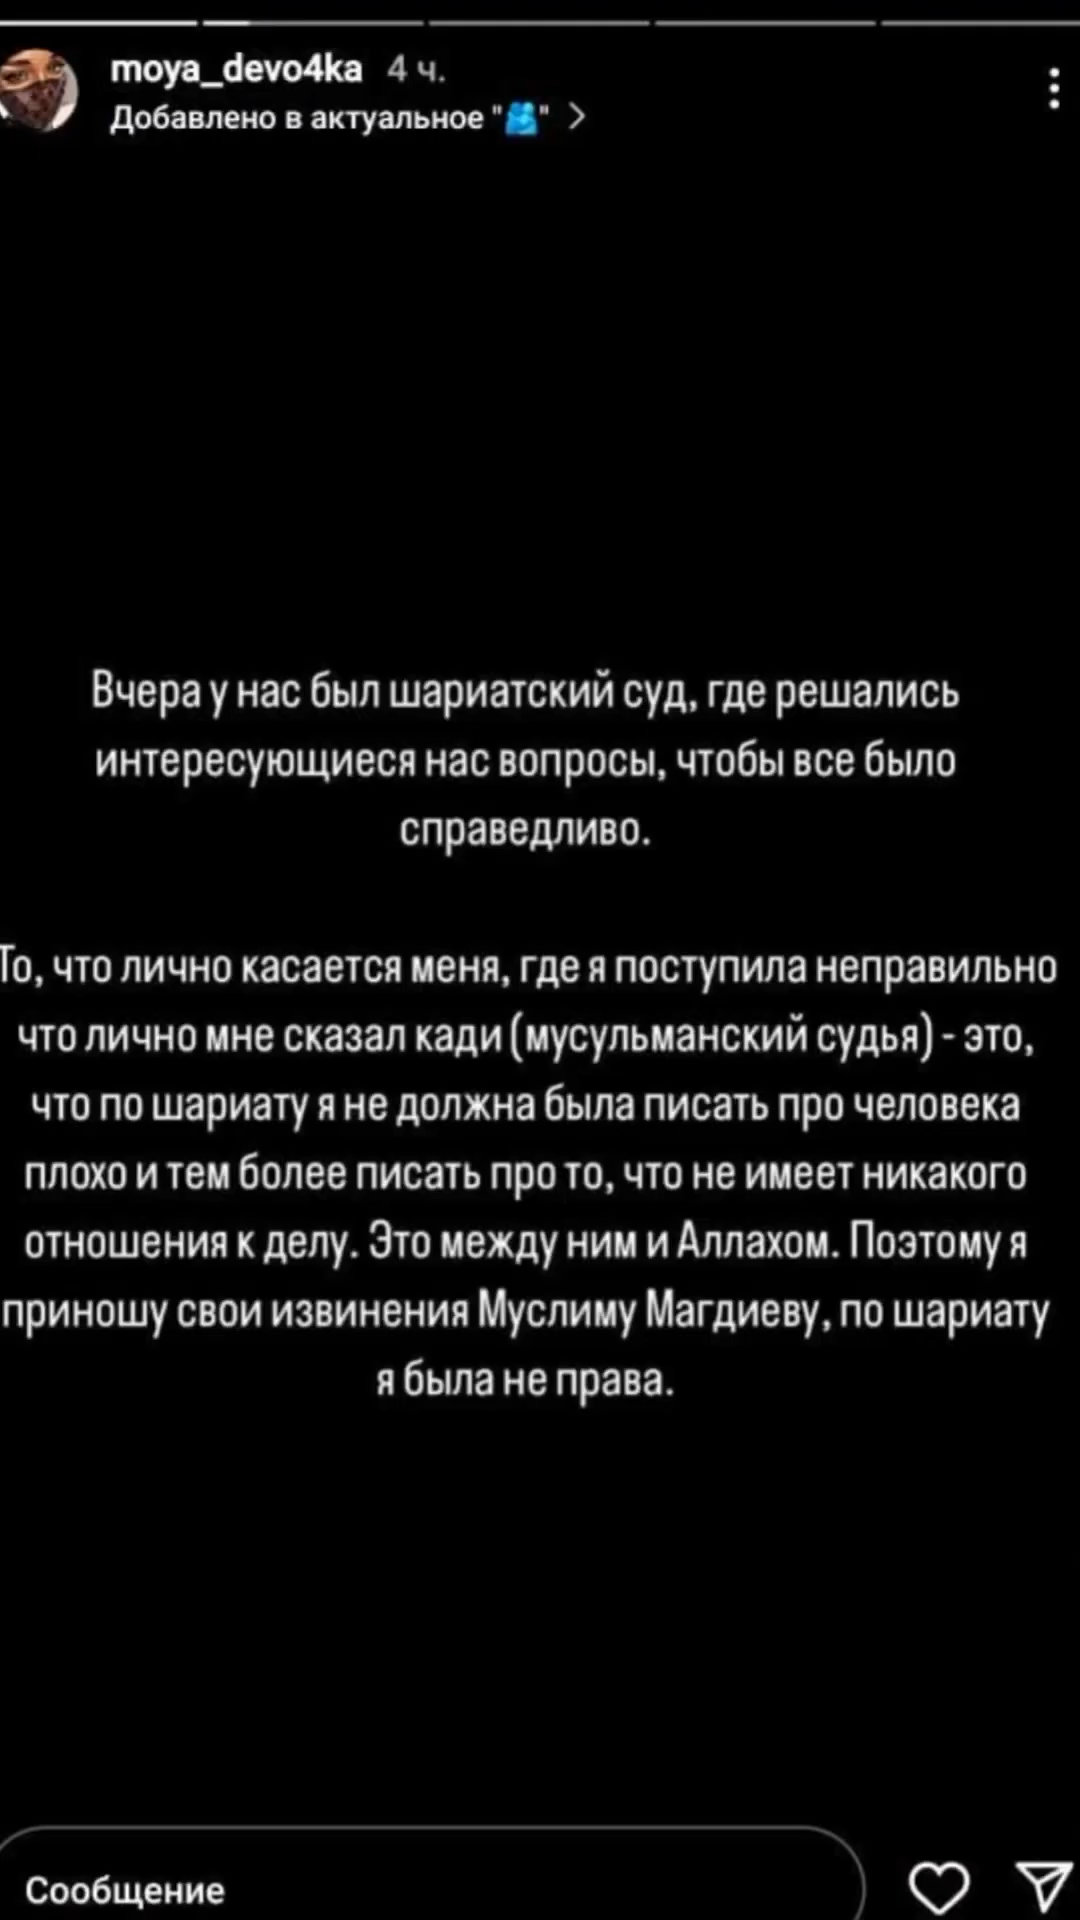 moya_devo4ka 4 ч.
Добавлено в актуальное "🫂" >
Вчера у нас был шариатский суд, где решались
интересующиеся нас вопросы, чтобы все было
справедливо.
То, что лично касается меня, где я поступила неправильно
что лично мне сказал кади (мусульманский судья) - это,
что по шариату я не должна была писать про человека
плохо и тем более писать про то, что не имеет никакого
отношения к делу. Это между ним и Аллахом. Поэтому я
приношу свои извинения Муслиму Магдиеву, по шариату
я была не права.
Сообщение